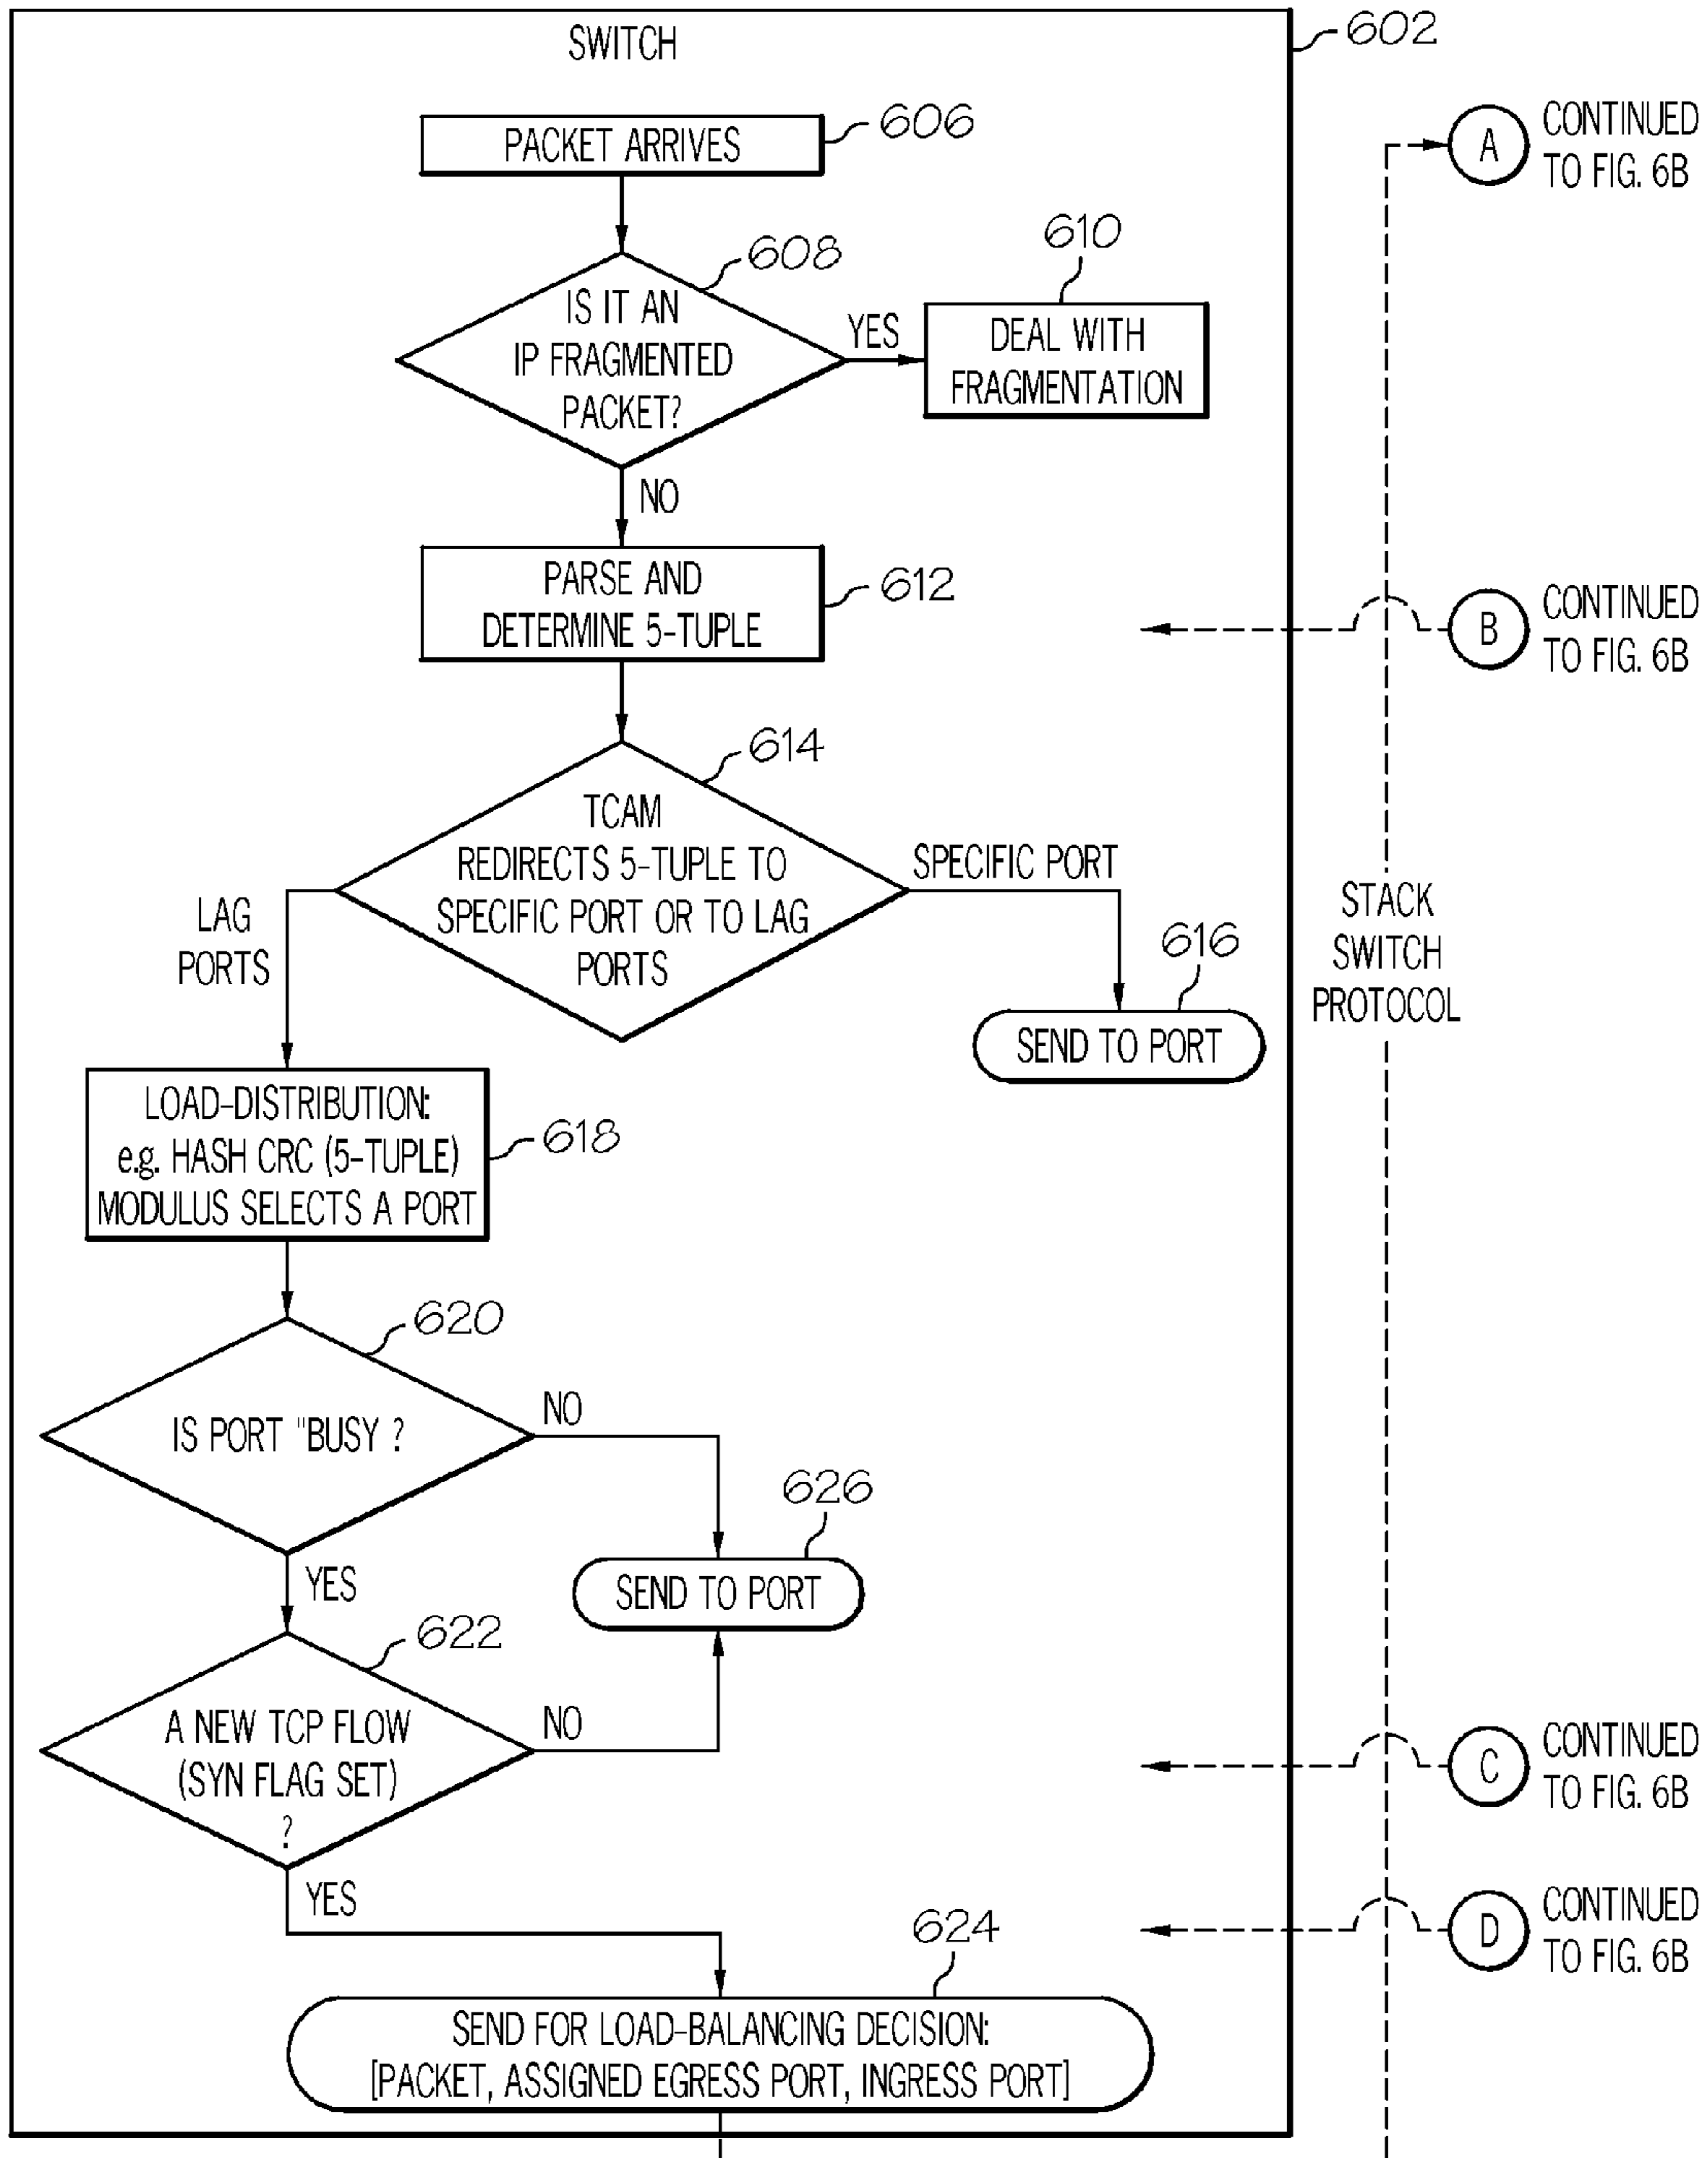 SWITCH
602
PACKET ARRIVES
606
A
CONTINUED
TO FIG. 6B
608
610
IS IT AN
IP FRAGMENTED
PACKET?
YES
DEAL WITH
FRAGMENTATION
NO
PARSE AND
DETERMINE 5-TUPLE
612
B
CONTINUED
TO FIG. 6B
614
TCAM
REDIRECTS 5-TUPLE TO
SPECIFIC PORT OR TO LAG
PORTS
SPECIFIC PORT
LAG
PORTS
616
SEND TO PORT
STACK
SWITCH
PROTOCOL
LOAD-DISTRIBUTION:
e.g. HASH CRC (5-TUPLE)
MODULUS SELECTS A PORT
618
620
IS PORT "BUSY ?
NO
626
SEND TO PORT
YES
622
A NEW TCP FLOW
(SYN FLAG SET)
?
NO
C
CONTINUED
TO FIG. 6B
YES
D
CONTINUED
TO FIG. 6B
624
SEND FOR LOAD-BALANCING DECISION:
[PACKET, ASSIGNED EGRESS PORT, INGRESS PORT]